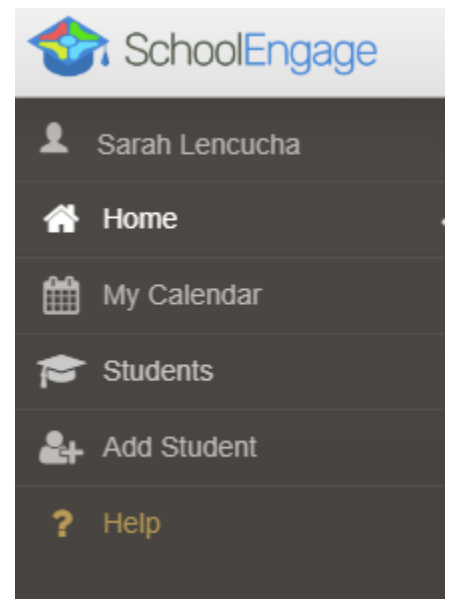 SchoolEngage
Sarah Lencucha
Home
My Calendar
Students
Add Student
? Help